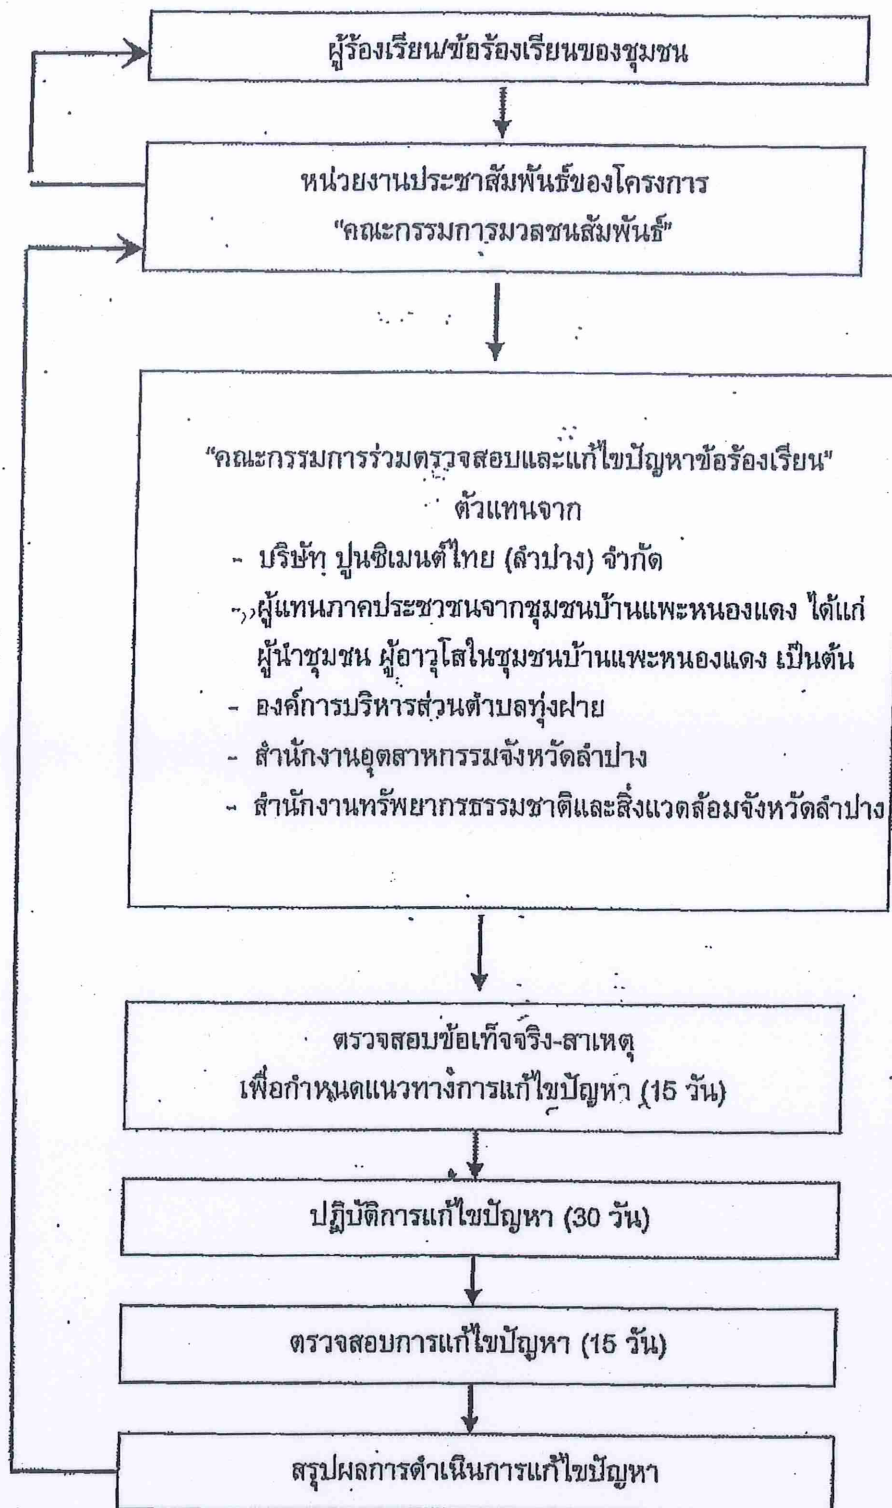 ผู้ร้องเรียน/ข้อร้องเรียนของชุมชน
หน่วยงานประชาสัมพันธ์ของโครงการ
“คณะกรรมการมวลชนสัมพันธ์”
“คณะกรรมการร่วมตรวจสอบและแก้ไขปัญหาข้อร้องเรียน”
ตัวแทนจาก
- บริษัท ปูนซิเมนต์ไทย (ลำปาง) จำกัด
- ผู้แทนภาคประชาชนจากชุมชนบ้านแพะหนองแดง ได้แก่
ผู้นำชุมชน ผู้อาวุโสในชุมชนบ้านแพะหนองแดง เป็นต้น
- องค์การบริหารส่วนตำบลทุ่งฝาย
- สำนักงานอุตสาหกรรมจังหวัดลำปาง
- สำนักงานทรัพยากรธรรมชาติและสิ่งแวดล้อมจังหวัดลำปาง
ตรวจสอบข้อเท็จจริง-สาเหตุ
เพื่อกำหนดแนวทางการแก้ไขปัญหา (15 วัน)
ปฏิบัติการแก้ไขปัญหา (30 วัน)
ตรวจสอบการแก้ไขปัญหา (15 วัน)
สรุปผลการดำเนินการแก้ไขปัญหา